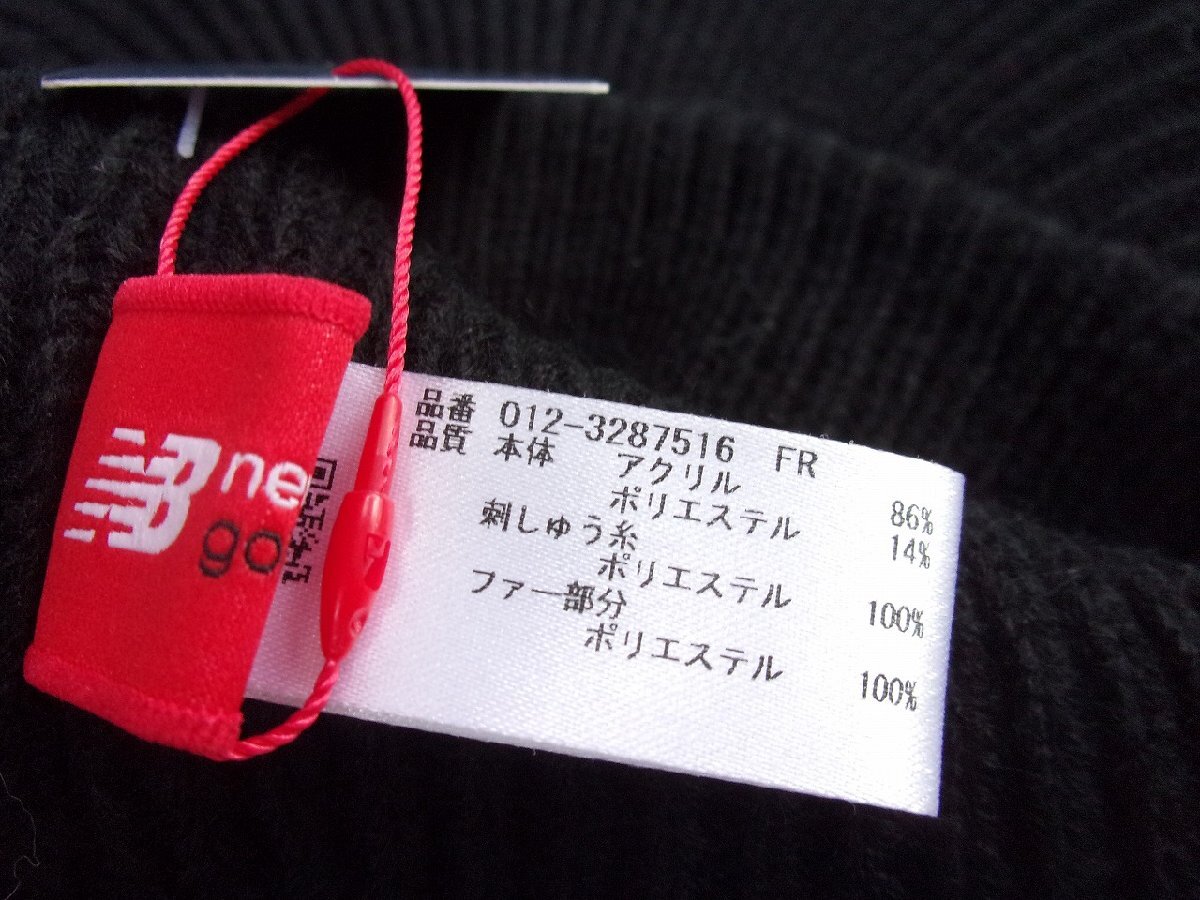 ne
go
品番 012-3287516 FR
品質 本体 アクリル 86%
ポリエステル 14%
刺しゅう糸
ポリエステル 100%
ファー部分
ポリエステル 100%